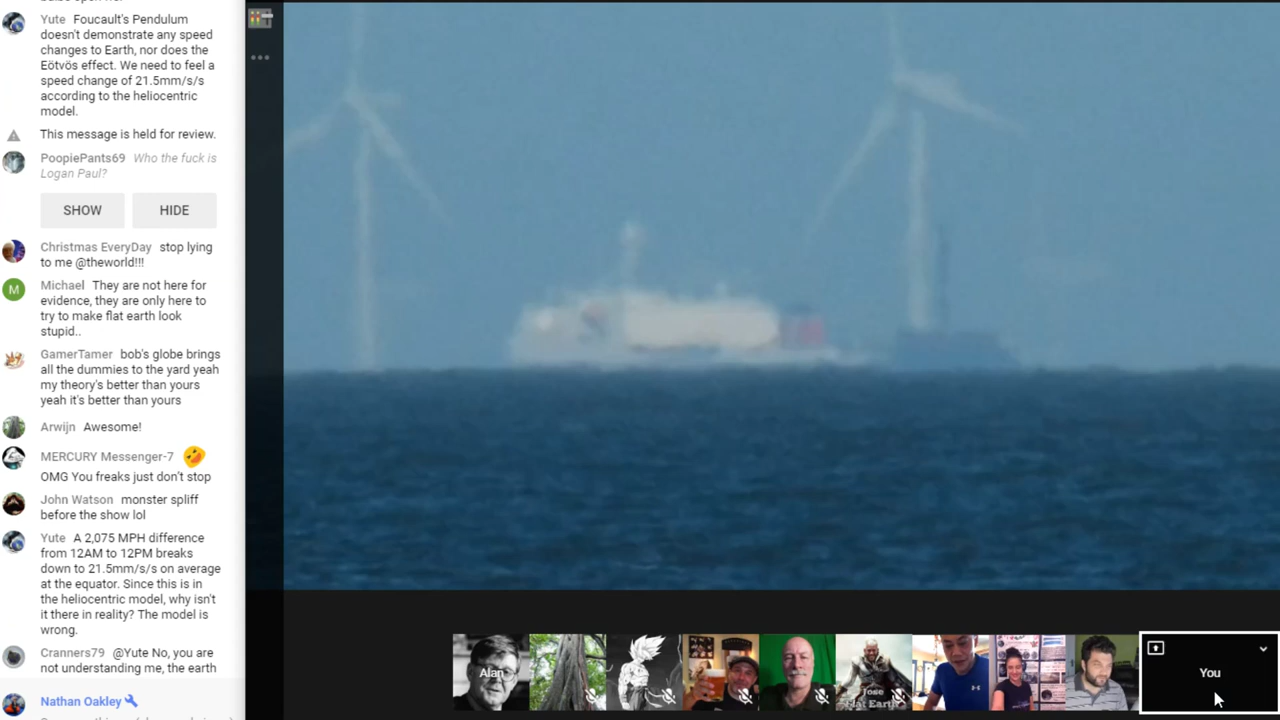 Yute Foucault's Pendulum
doesn't demonstrate any speed
changes to Earth, nor does the
Eötvös effect. We need to feel a
speed change of 21.5mm/s/s
according to the heliocentric
model.
This message is held for review.
PoopiePants69 Who the fuck is
Logan Paul?
SHOW HIDE
Christmas EveryDay stop lying
to me @theworld!!!
M Michael They are not here for
evidence, they are only here to
try to make flat earth look
stupid..
GamerTamer bob's globe brings
all the dummies to the yard yeah
my theory's better than yours
yeah it's better than yours
Arwijn Awesome!
MERCURY Messenger-7
OMG You freaks just don't stop
John Watson monster spliff
before the show lol
Yute A 2,075 MPH difference
from 12AM to 12PM breaks
down to 21.5mm/s/s on average
at the equator. Since this is in
the heliocentric model, why isn't
it there in reality? The model is
wrong.
Cranners79 @Yute No, you are
not understanding me, the earth
Nathan Oakley
Alan
Jose
Flat Earth
You